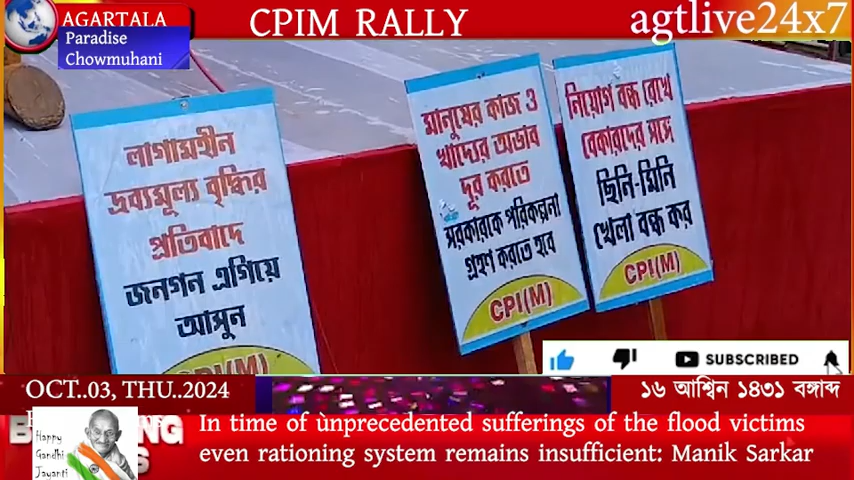 AGARTALA
Paradise
Chowmuhani
CPIM RALLY
agtlive24x7
লাগামহীন
দ্রব্যমূল্য বৃদ্ধির
প্রতিবাদে
জনগন এগিয়ে
আসুন
CPI(M)
মানুষের কাজ ও
খাদ্যের অভাব
দূর করতে
সরকারকে পরিকল্পনা
গ্রহণ করতে হবে
CPI(M)
নিয়োগ বন্ধ রেখে
বেকারদের সঙ্গে
ছিনি-মিনি
খেলা বন্ধ কর
CPI(M)
SUBSCRIBED
OCT..03, THU..2024
১৬ আশ্বিন ১৪৩১ বঙ্গাব্দ
Happy
Gandhi
Jayanti
In time of ùnprecedented sufferings of the flood victims
even rationing system remains insufficient: Manik Sarkar